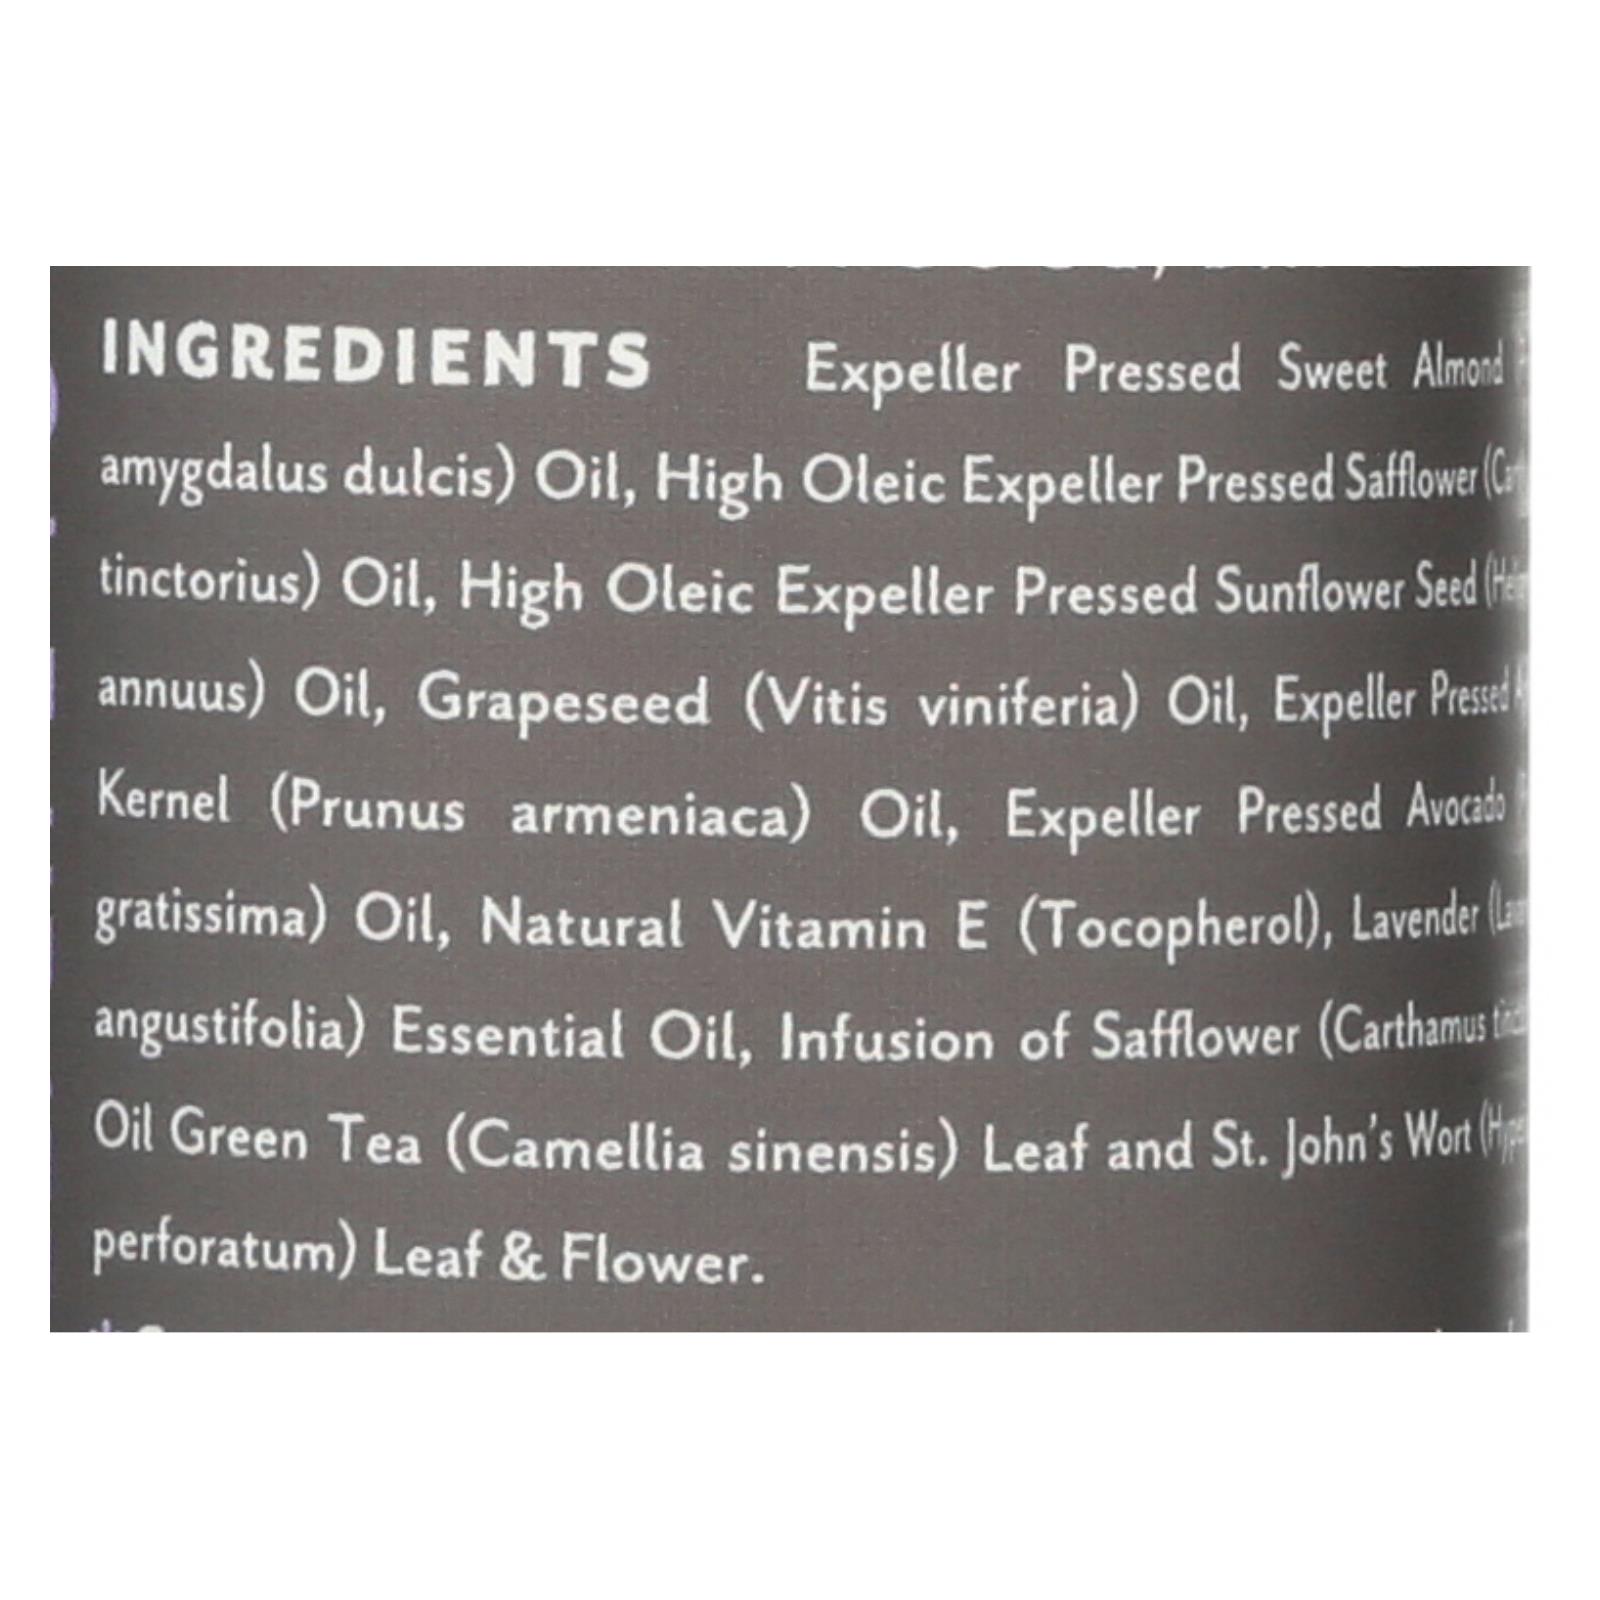 INGREDIENTS Expeller Pressed Sweet Almond
amygdalus dulcis) Oil, High Oleic Expeller Pressed Safflower
tinctorius) Oil, High Oleic Expeller Pressed Sunflower Seed
annuus) Oil, Grapeseed (Vitis viniferia) Oil, Expeller Pressed
Kernel (Prunus armeniaca) Oil, Expeller Pressed Avocado
gratissima) Oil, Natural Vitamin E (Tocopherol), Lavender
angustifolia) Essential Oil, Infusion of Safflower (Carthamus
Oil Green Tea (Camellia sinensis) Leaf and St. John's Wort
perforatum) Leaf & Flower.